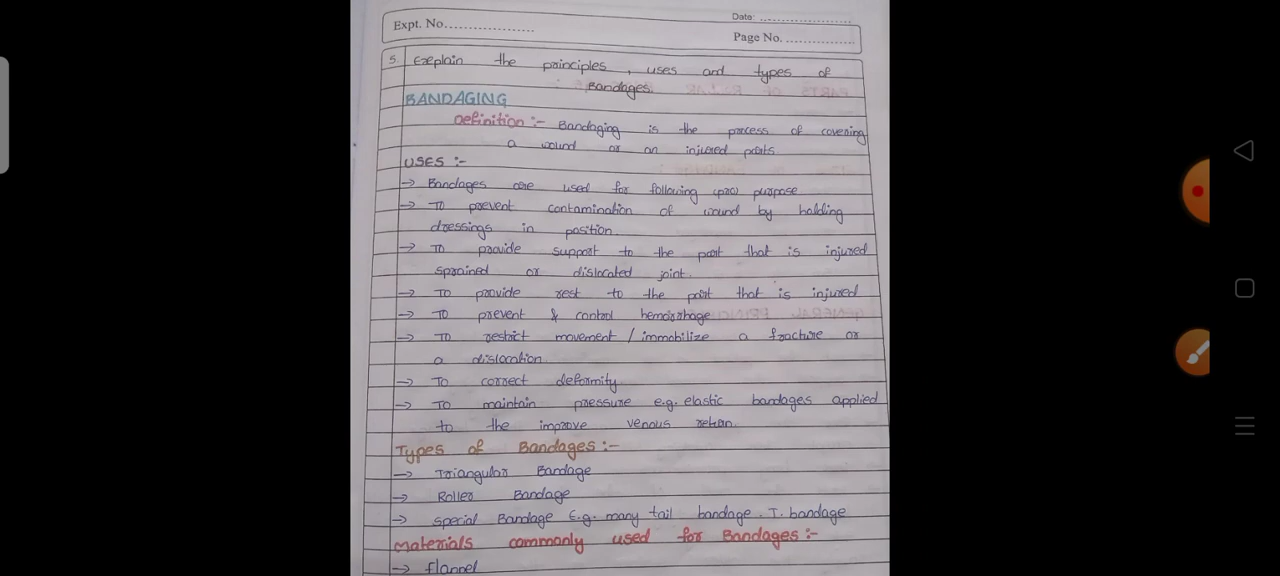 Expt. No.
Date
Page No.
5. Explain the principles, uses and types of
Bandages.
BANDAGING
Definition :- Bandaging is the process of covering
a wound or an injured parts.
USES :-
→ Bandages are used for following purpose
→ To prevent contamination of wound by holding
dressings in position.
→ To provide support to the part that is injured
sprained or dislocated joint.
→ To provide rest to the part that is injured
→ To prevent & control hemorrhage
→ To restrict movement / immobilize a fracture or
a dislocation.
→ To correct deformity.
→ To maintain pressure e.g. elastic bandages applied
to the improve venous
Types of Bandages :-
→ Triangular Bandage
→ Roller Bandage
→ special Bandage E.g. many tail bandage. T. bandage
Materials commonly used for Bandages :-
→ flannel